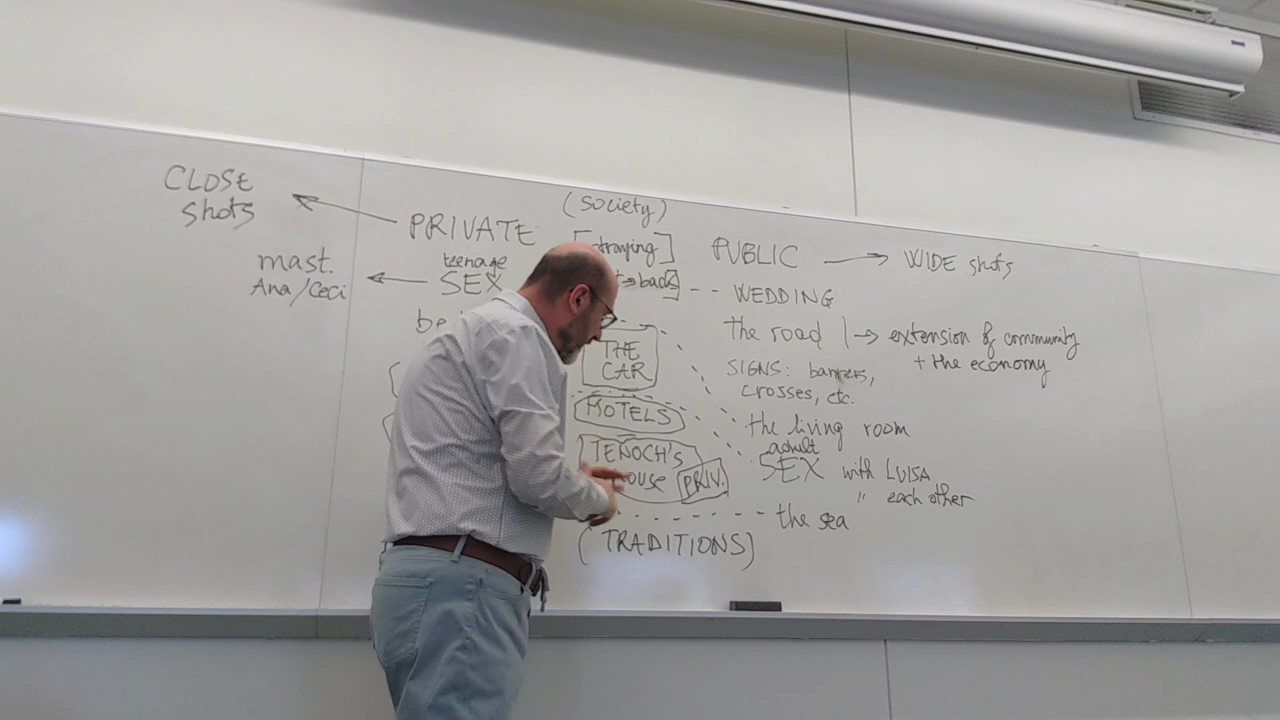 CLOSE
shots
PRIVATE
mast.
Ana/Ceci
teenage
SEX
be
(society)
[straying]
→ back]
THE
CAR
MOTELS
TENOCH'S
HOUSE PRIV.
(TRADITIONS)
PUBLIC → WIDE shots
-- WEDDING
the road | → extension of community
+ the economy
SIGNS: banners,
crosses, etc.
the living room
adult
SEX with LUISA
" each other
the sea